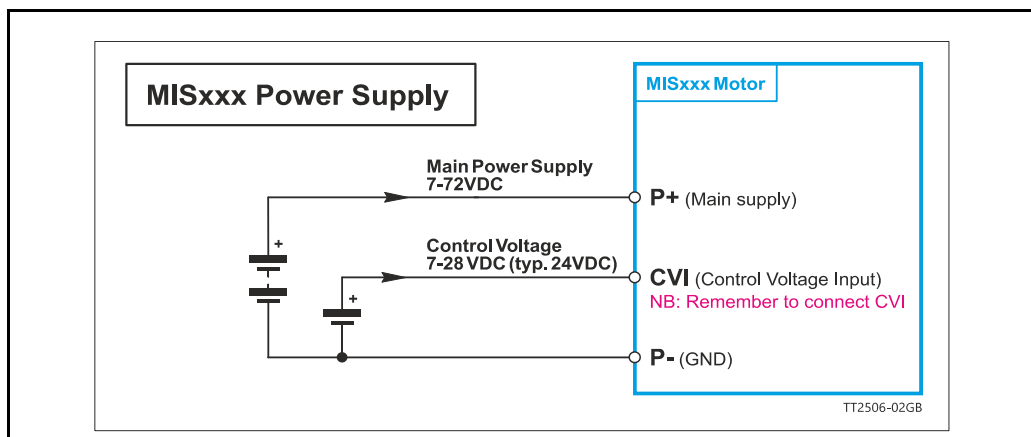 MISxxx Power Supply
MISxxx Motor
Main Power Supply
7-72VDC
P+ (Main supply)
+
Control Voltage
7-28 VDC (typ. 24VDC)
CVI (Control Voltage Input)
NB: Remember to connect CVI
+
P- (GND)
TT2506-02GB